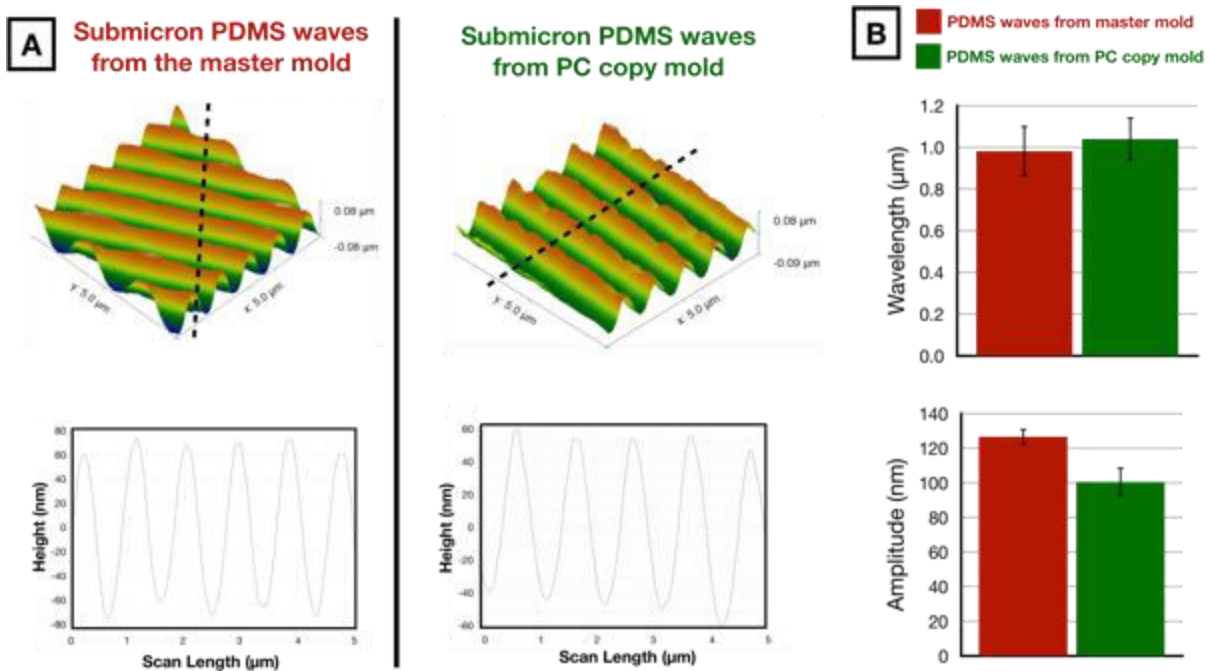 A
Submicron PDMS waves
from the master mold
0.08 µm
-0.08 µm
y: 5.0 µm
x: 5.0 µm
80
60
40
20
0
-20
-40
-60
-80
Height (nm)
0 1 2 3 4 5
Scan Length (µm)
Submicron PDMS waves
from PC copy mold
0.08 µm
-0.09 µm
y: 5.0 µm
x: 5.0 µm
60
40
20
0
-20
-40
-60
Height (nm)
0 1 2 3 4 5
Scan Length (µm)
B
PDMS waves from master mold
PDMS waves from PC copy mold
1.2
1.0
0.8
0.6
0.4
0.2
0.0
Wavelength (µm)
140
120
100
80
60
40
20
0
Amplitude (nm)